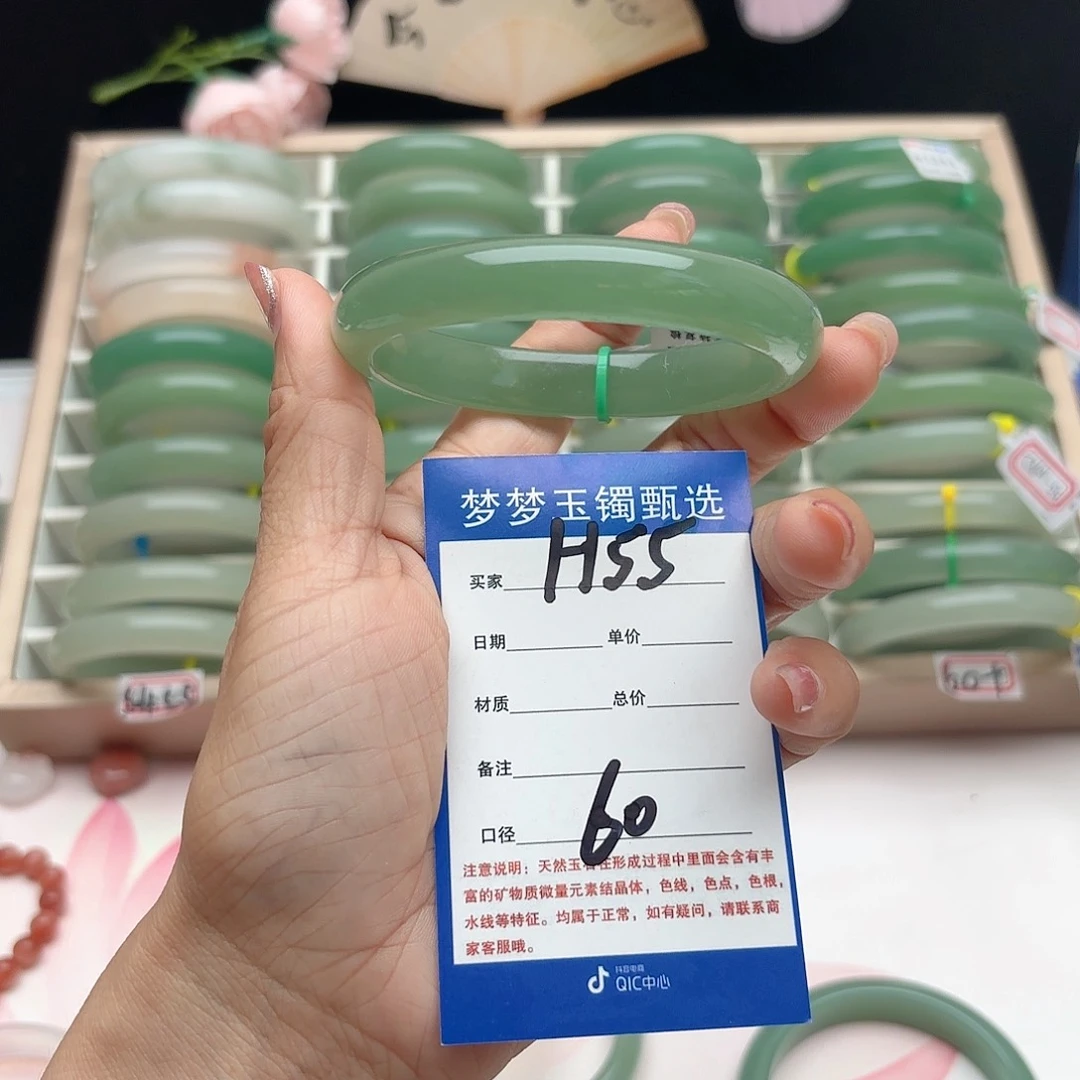 梦梦玉镯甄选
买家 H55
日期 单价
材质 总价
备注
口径 60
注意说明：天然玉石在形成过程中里面会含有丰
富的矿物质微量元素结晶体，色线，色点，色根，
水线等特征。均属于正常，如有疑问，请联系商
家客服哦。
抖音电商
QIC中心